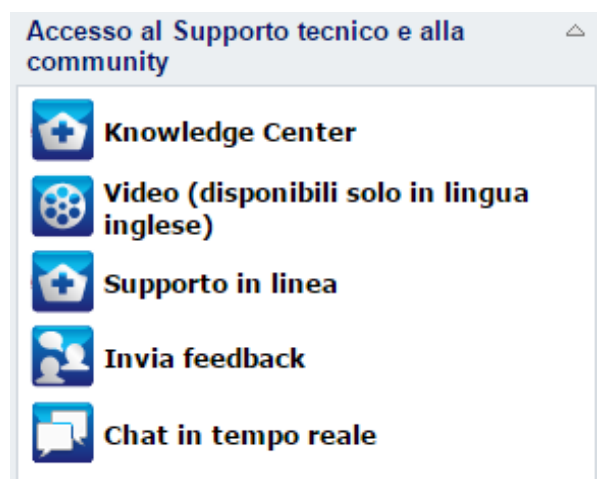 Accesso al Supporto tecnico e alla
community
Knowledge Center
Video (disponibili solo in lingua
inglese)
Supporto in linea
Invia feedback
Chat in tempo reale